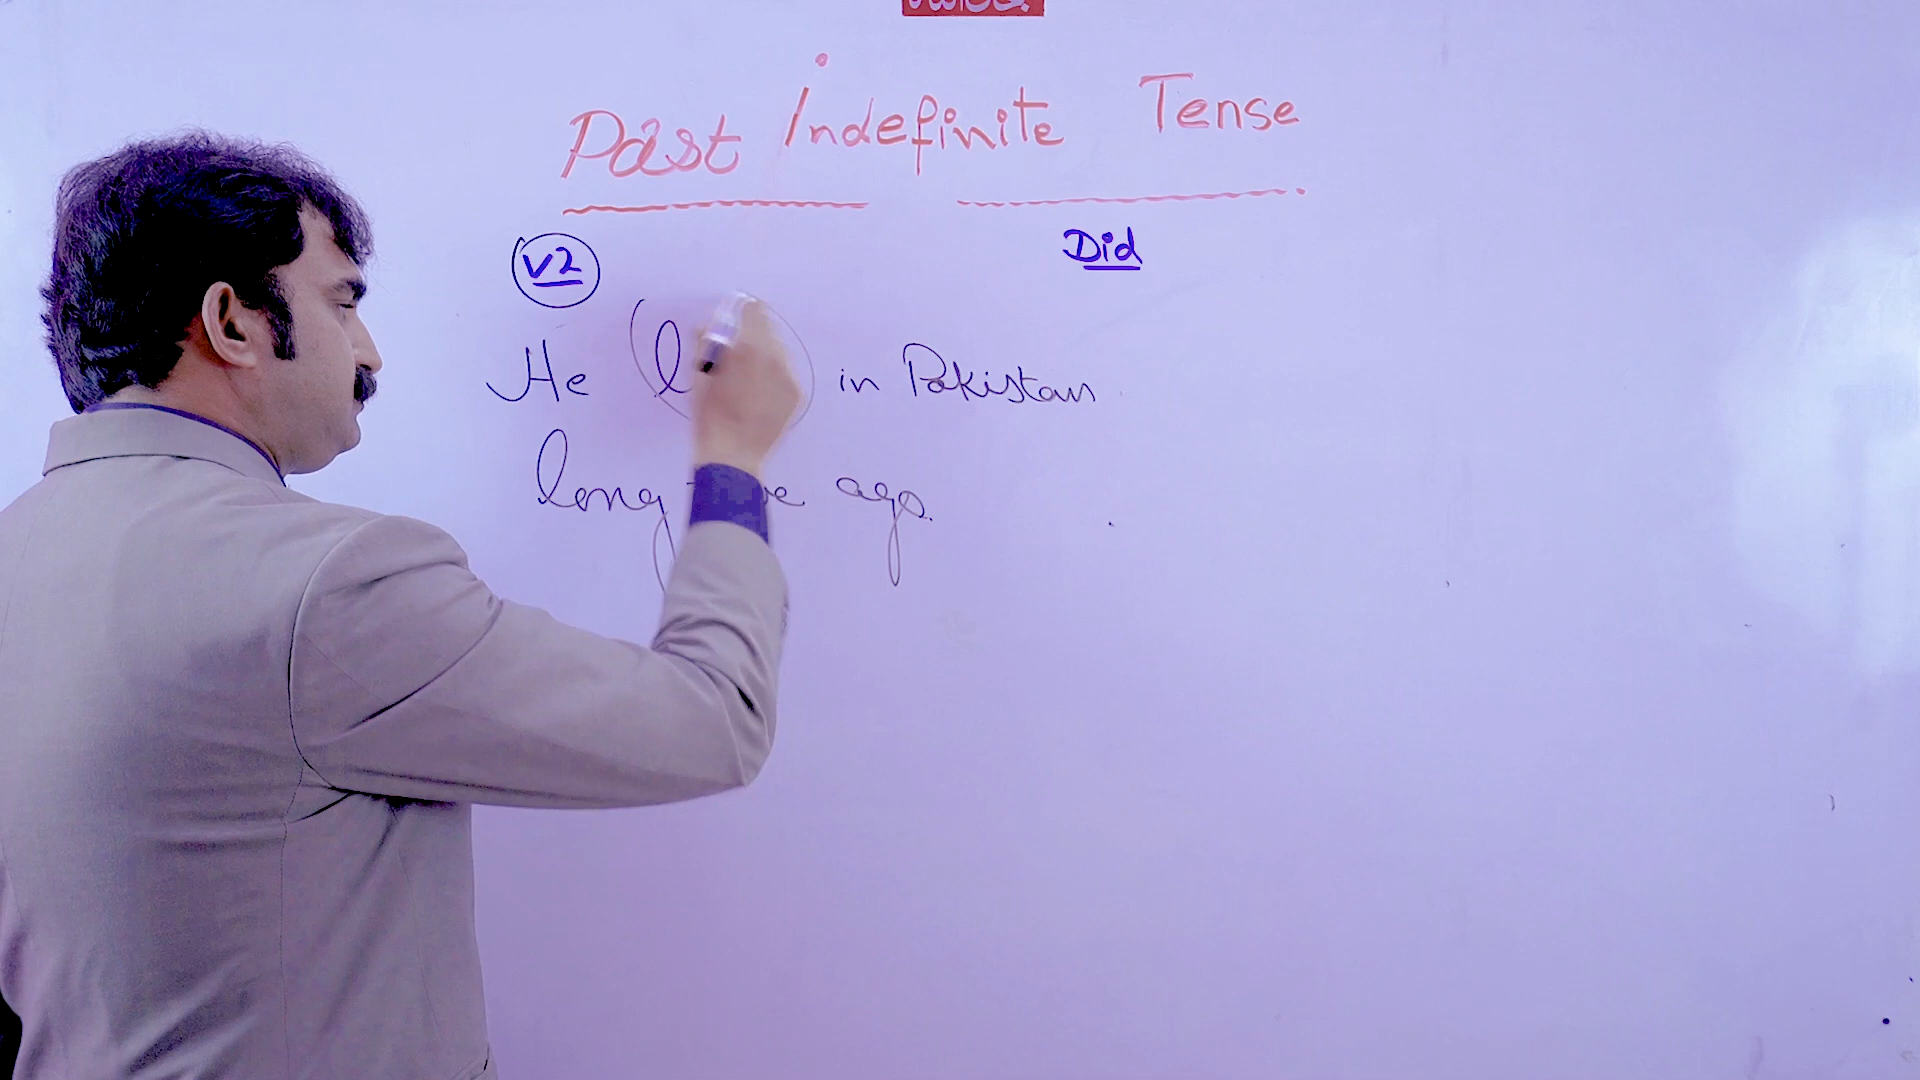 Past Indefinite Tense
V2 Did
He in Pakistan
long ago.